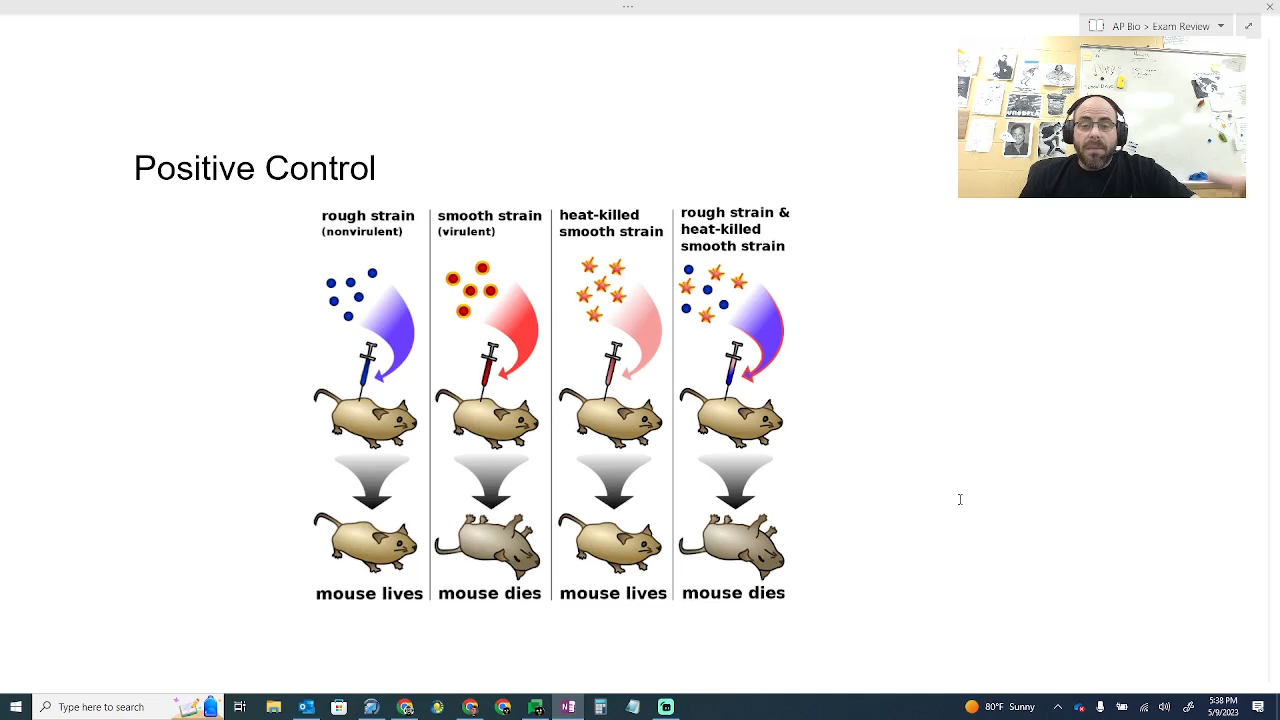 AP Bio > Exam Review
Positive Control
rough strain
(nonvirulent)
smooth strain
(virulent)
heat-killed
smooth strain
rough strain &
heat-killed
smooth strain
mouse lives
mouse dies
mouse lives
mouse dies
Type here to search
80°F Sunny
5:38 PM
5/9/2023